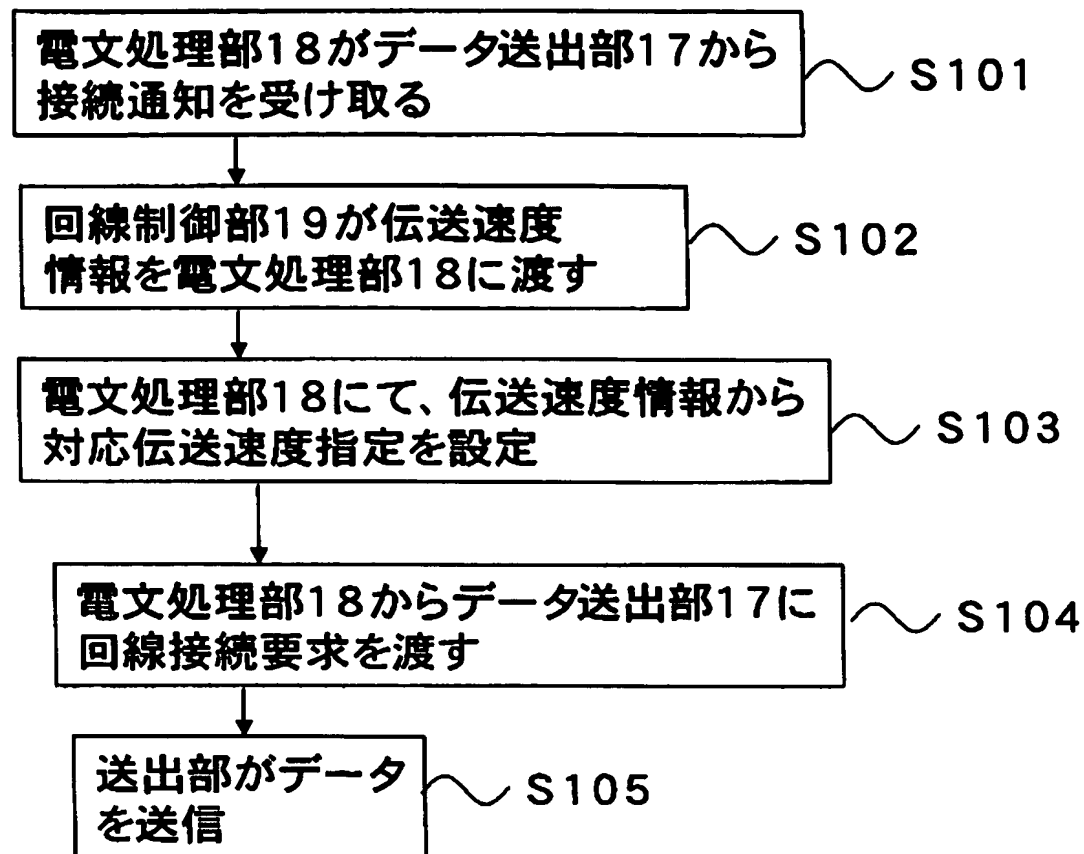 電文処理部18がデータ送出部17から
接続通知を受け取る
S101
回線制御部19が伝送速度
情報を電文処理部18に渡す
S102
電文処理部18にて、伝送速度情報から
対応伝送速度指定を設定
S103
電文処理部18からデータ送出部17に
回線接続要求を渡す
S104
送出部がデータ
を送信
S105